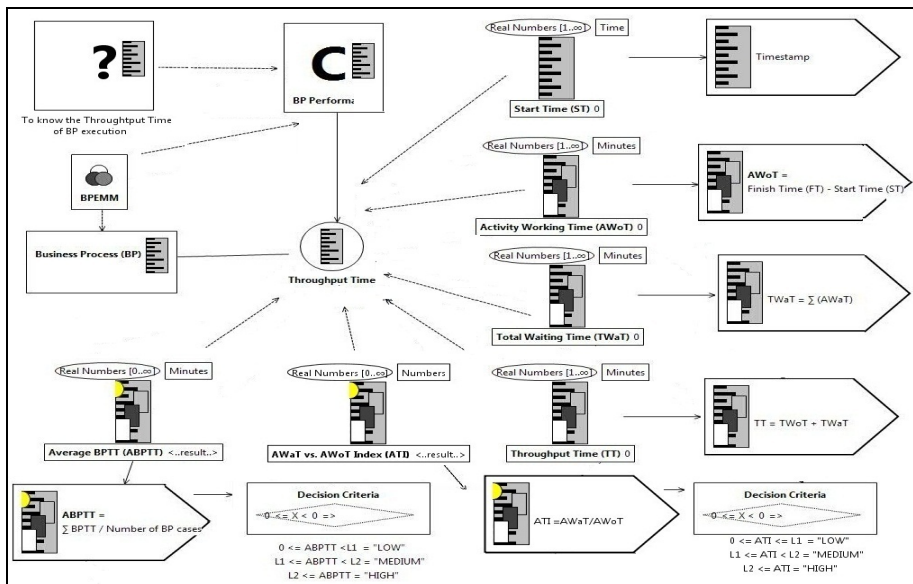 ?
To know the Throughtput Time
of BP execution
C
BP Performa
BPEMM
Business Process (BP)
Throughput Time
Real Numbers [1..∞] Time
Start Time (ST) 0
Timestamp
Real Numbers [1..∞] Minutes
Activity Working Time (AWoT) 0
AWoT =
Finish Time (FT) - Start Time (ST)
Real Numbers [1..∞] Minutes
Total Waiting Time (TWaT) 0
TWaT = ∑ (AWaT)
Real Numbers [0..∞] Minutes
Average BPTT (ABPTT) <..result..>
Real Numbers [0..∞] Numbers
AWaT vs. AWoT Index (ATI) <..result..>
Real Numbers [1..∞] Minutes
Throughput Time (TT) 0
TT = TWoT + TWaT
ABPTT =
∑ BPTT / Number of BP cases
Decision Criteria
0 <= X < 0 =>
0 <= ABPTT <L1 = "LOW"
L1 <= ABPTT < L2 = "MEDIUM"
L2 <= ABPTT = "HIGH"
ATI =AWaT/AWoT
Decision Criteria
0 <= X < 0 =>
0 <= ATI <= L1 = "LOW"
L1 <= ATI < L2 = "MEDIUM"
L2 <= ATI = "HIGH"